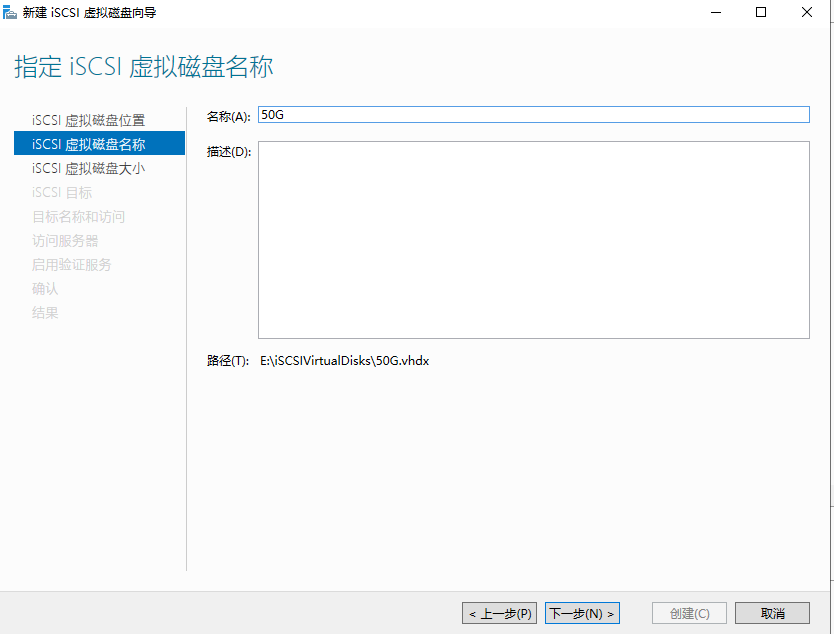 新建 iSCSI 虚拟磁盘向导
指定 iSCSI 虚拟磁盘名称
iSCSI 虚拟磁盘位置
iSCSI 虚拟磁盘名称
iSCSI 虚拟磁盘大小
iSCSI 目标
目标名称和访问
访问服务器
启用验证服务
确认
结果
名称(A): 50G
描述(D):
路径(T): E:\iSCSIVirtualDisks\50G.vhdx
< 上一步(P) 下一步(N) > 创建(C) 取消